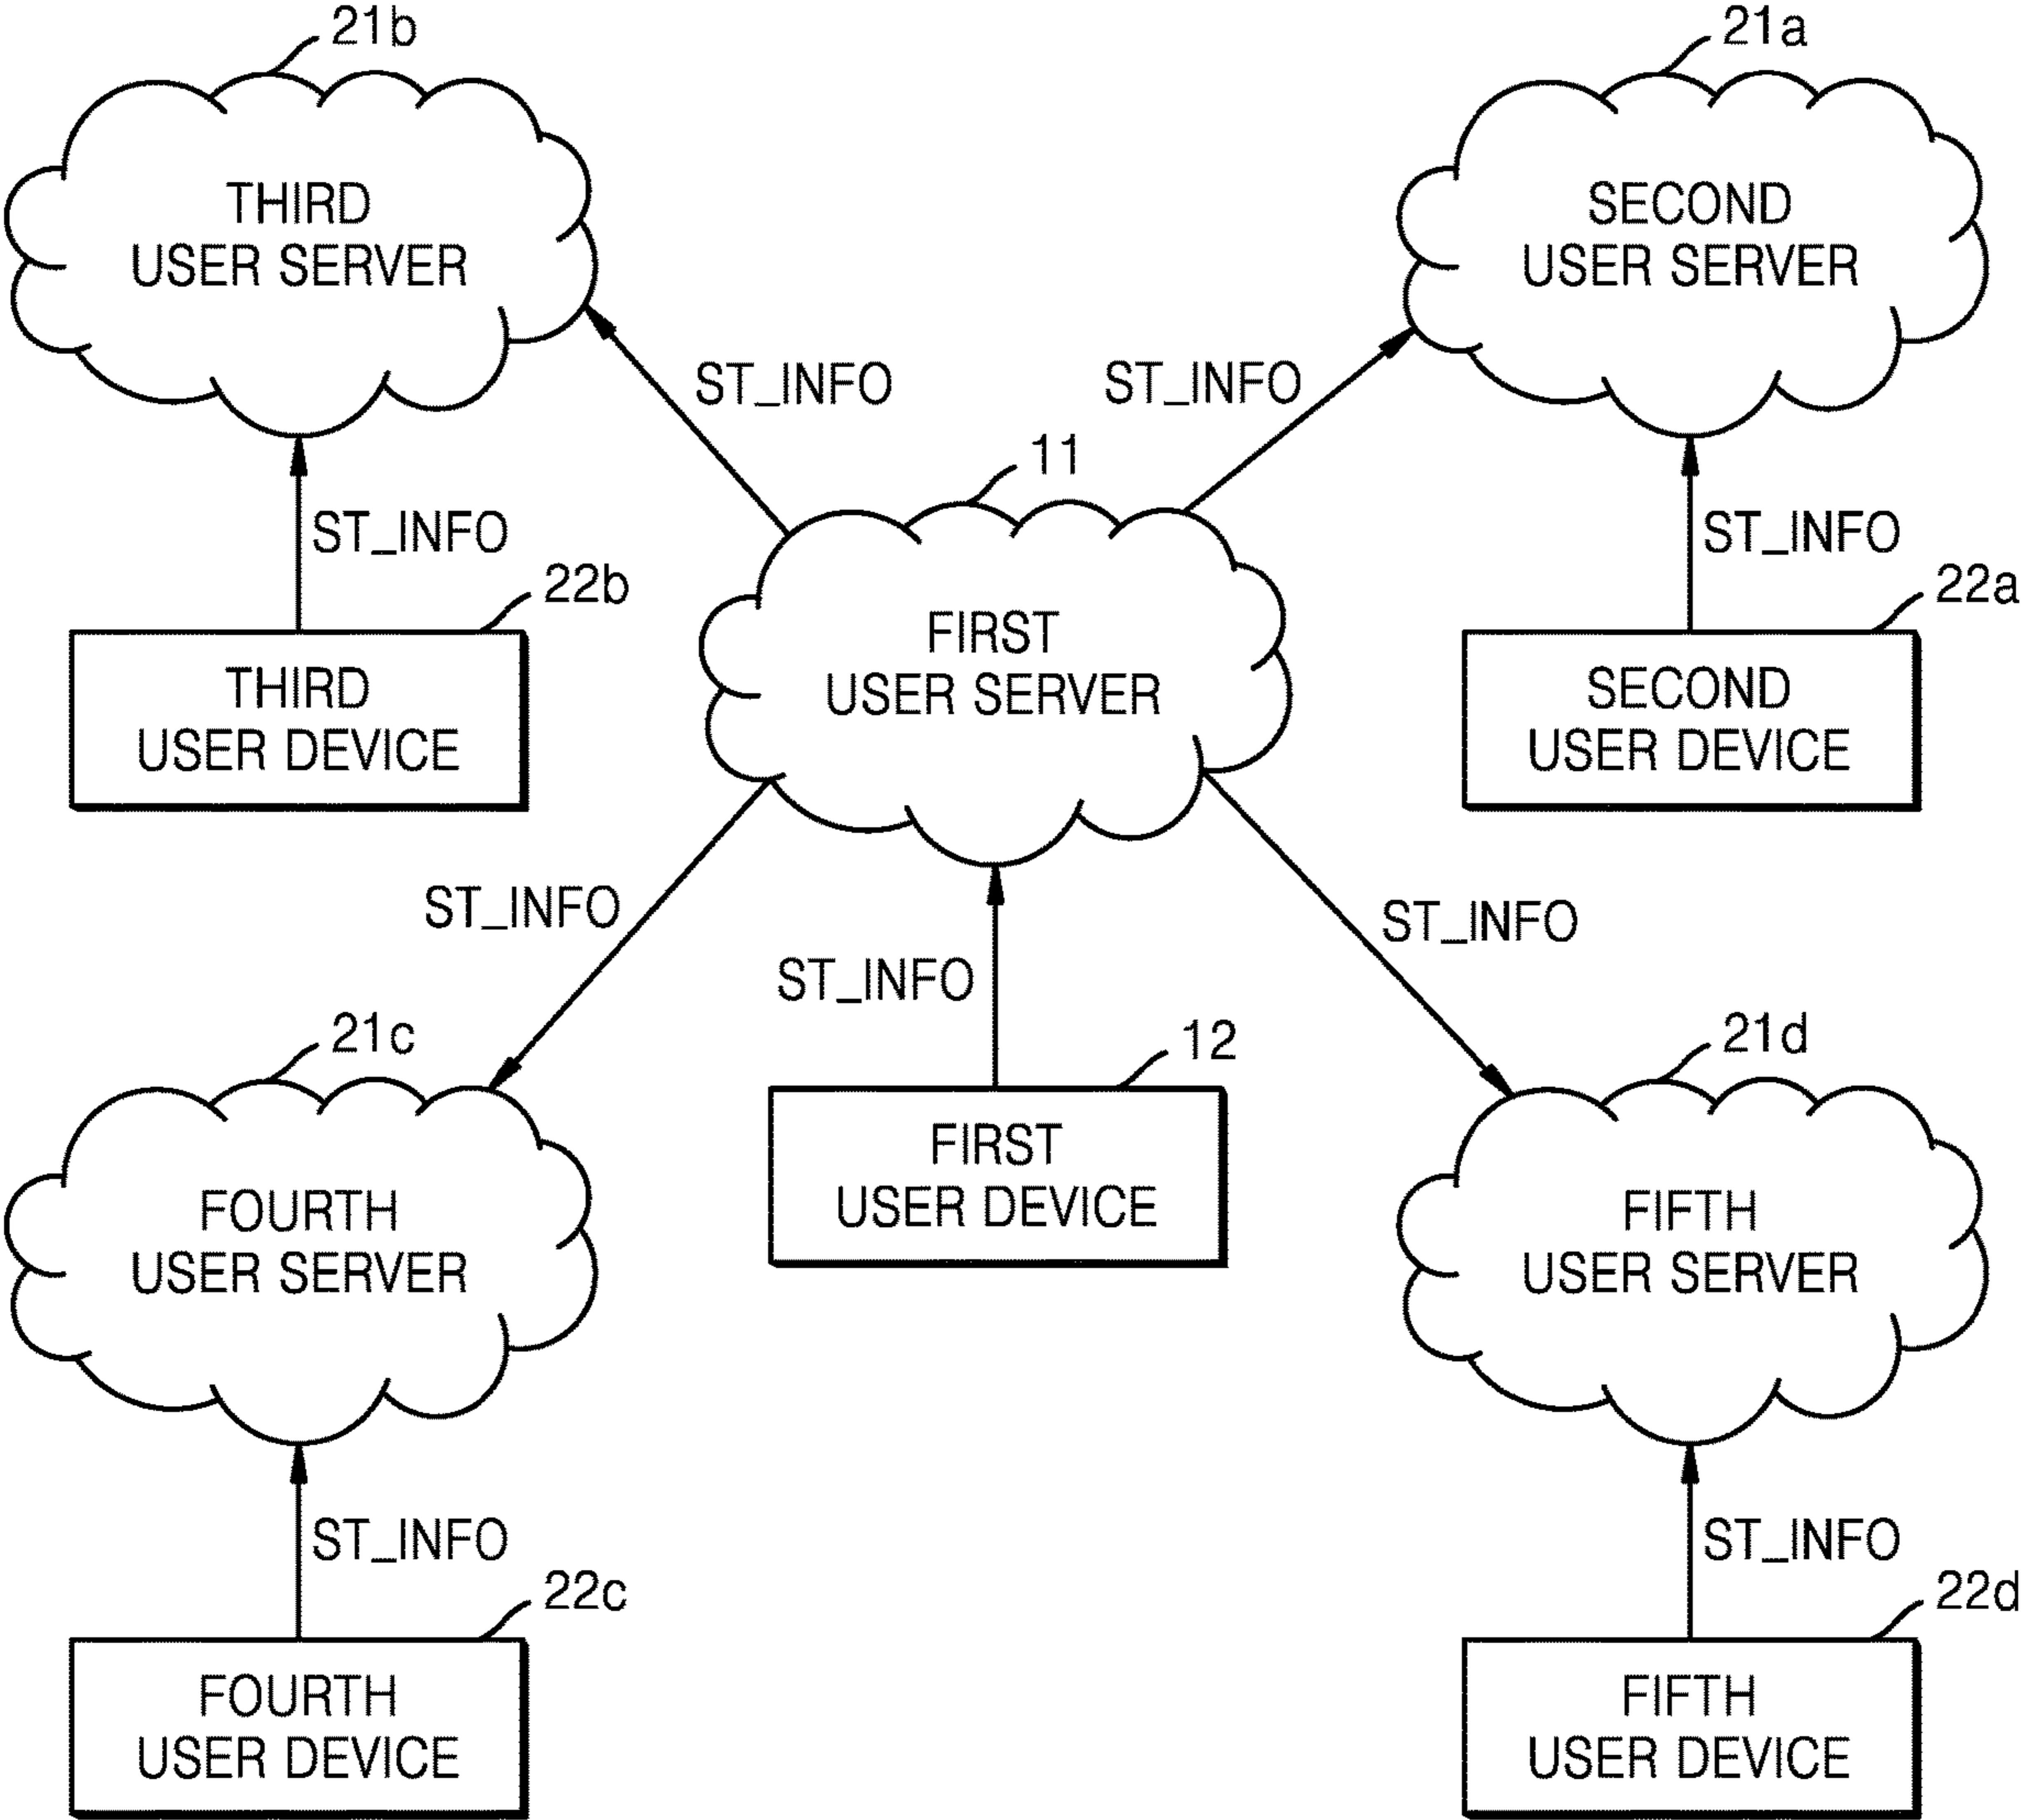 21b
21a
THIRD
USER SERVER
SECOND
USER SERVER
ST_INFO
ST_INFO
11
ST_INFO
ST_INFO
22b
22a
FIRST
USER SERVER
THIRD
USER DEVICE
SECOND
USER DEVICE
ST_INFO
ST_INFO
ST_INFO
21c
12
21d
FIRST
USER DEVICE
FOURTH
USER SERVER
FIFTH
USER SERVER
ST_INFO
ST_INFO
22c
22d
FOURTH
USER DEVICE
FIFTH
USER DEVICE